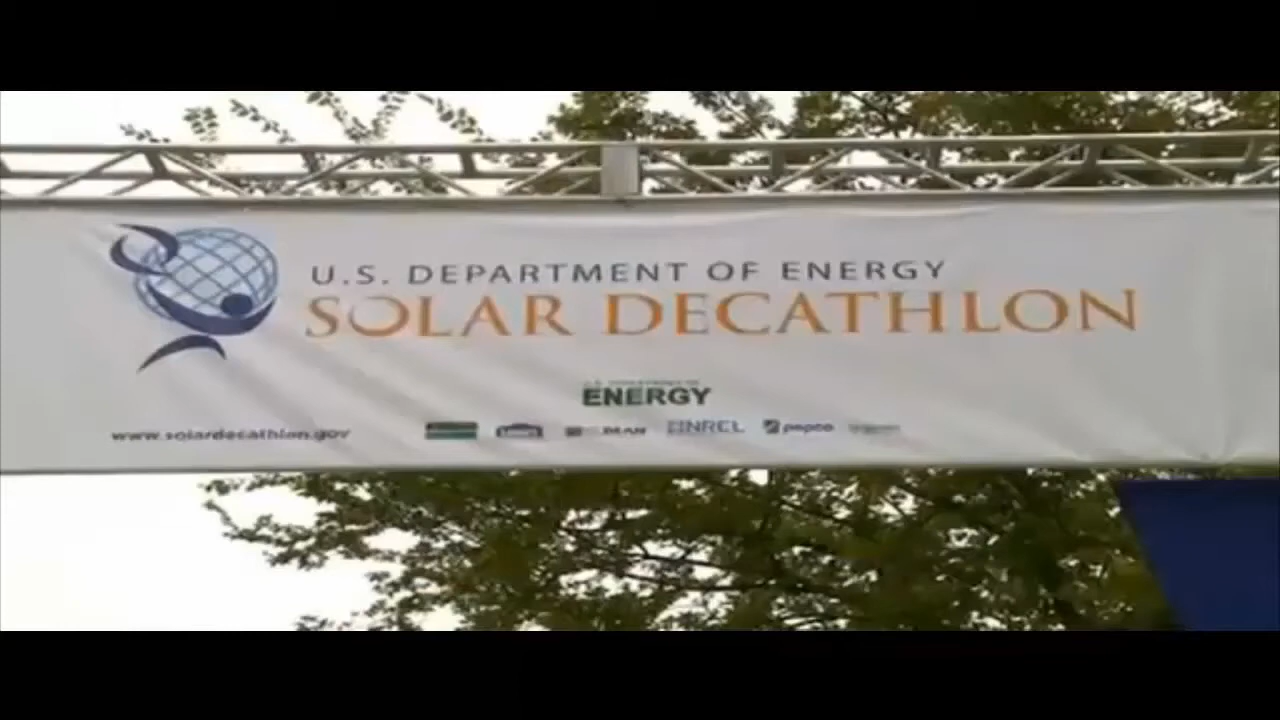 U.S. DEPARTMENT OF ENERGY
SOLAR DECATHLON
ENERGY
www.solardecathlon.gov
NREL pepco